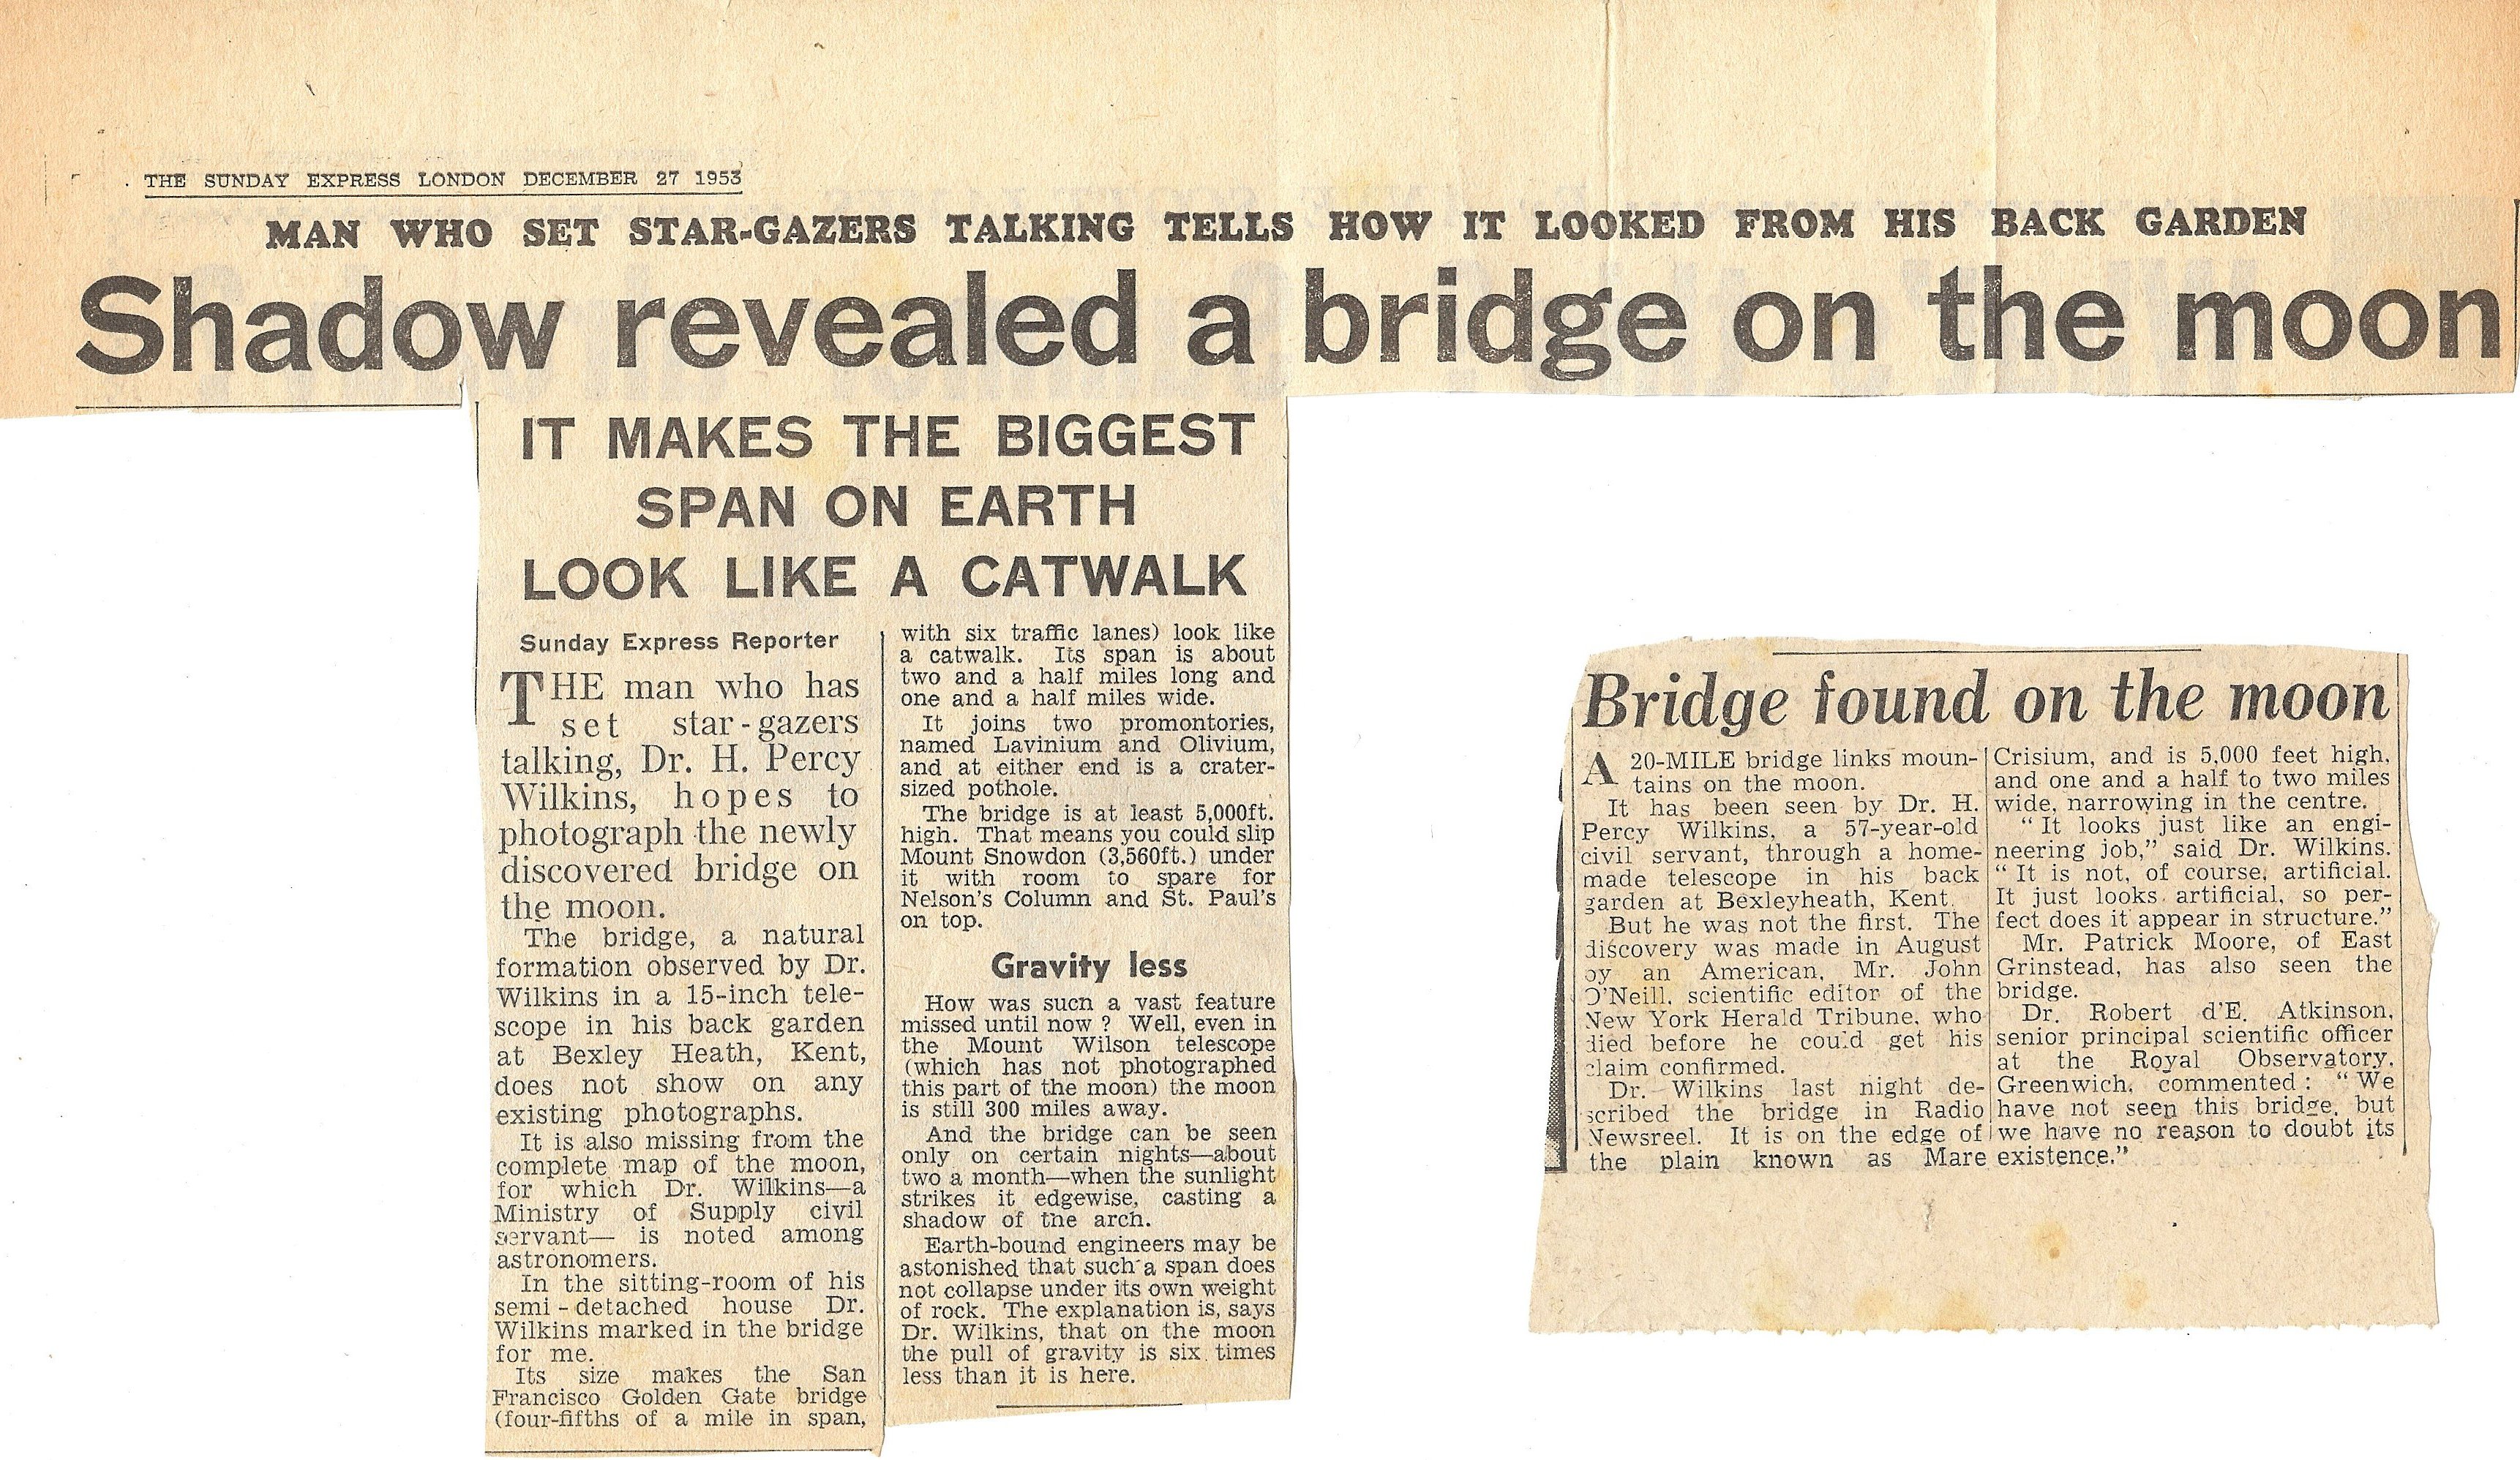 THE SUNDAY EXPRESS LONDON DECEMBER 27 1953
MAN WHO SET STAR-GAZERS TALKING TELLS HOW IT LOOKED FROM HIS BACK GARDEN
Shadow revealed a bridge on the moon
IT MAKES THE BIGGEST
SPAN ON EARTH
LOOK LIKE A CATWALK
Sunday Express Reporter
THE man who has
set star-gazers
talking, Dr. H. Percy
Wilkins, hopes to
photograph the newly
discovered bridge on
the moon.
The bridge, a natural
formation observed by Dr.
Wilkins in a 15-inch tele-
scope in his back garden
at Bexley Heath, Kent,
does not show on any
existing photographs.
It is also missing from the
complete map of the moon,
for which Dr. Wilkins—a
Ministry of Supply civil
servant— is noted among
astronomers.
In the sitting-room of his
semi-detached house Dr.
Wilkins marked in the bridge
for me.
Its size makes the San
Francisco Golden Gate bridge
(four-fifths of a mile in span,
with six traffic lanes) look like
a catwalk. Its span is about
two and a half miles long and
one and a half miles wide.
It joins two promontories,
named Lavinium and Olivium,
and at either end is a crater-
sized pothole.
The bridge is at least 5,000ft.
high. That means you could slip
Mount Snowdon (3,560ft.) under
it with room to spare for
Nelson's Column and St. Paul's
on top.
Gravity less
How was such a vast feature
missed until now ? Well, even in
the Mount Wilson telescope
(which has not photographed
this part of the moon) the moon
is still 300 miles away.
And the bridge can be seen
only on certain nights—about
two a month—when the sunlight
strikes it edgewise, casting a
shadow of the arch.
Earth-bound engineers may be
astonished that such a span does
not collapse under its own weight
of rock. The explanation is, says
Dr. Wilkins, that on the moon
the pull of gravity is six times
less than it is here.
Bridge found on the moon
A 20-MILE bridge links moun-
tains on the moon.
It has been seen by Dr. H.
Percy Wilkins, a 57-year-old
civil servant, through a home-
made telescope in his back
garden at Bexleyheath, Kent.
But he was not the first. The
discovery was made in August
by an American, Mr. John
O'Neill, scientific editor of the
New York Herald Tribune, who
died before he could get his
claim confirmed.
Dr. Wilkins last night de-
scribed the bridge in Radio
Newsreel. It is on the edge of
the plain known as Mare
Crisium, and is 5,000 feet high,
and one and a half to two miles
wide, narrowing in the centre.
" It looks just like an engi-
neering job," said Dr. Wilkins.
" It is not, of course, artificial.
It just looks artificial, so per-
fect does it appear in structure."
Mr. Patrick Moore, of East
Grinstead, has also seen the
bridge.
Dr. Robert d'E. Atkinson,
senior principal scientific officer
at the Royal Observatory,
Greenwich, commented : " We
have not seen this bridge, but
we have no reason to doubt its
existence."